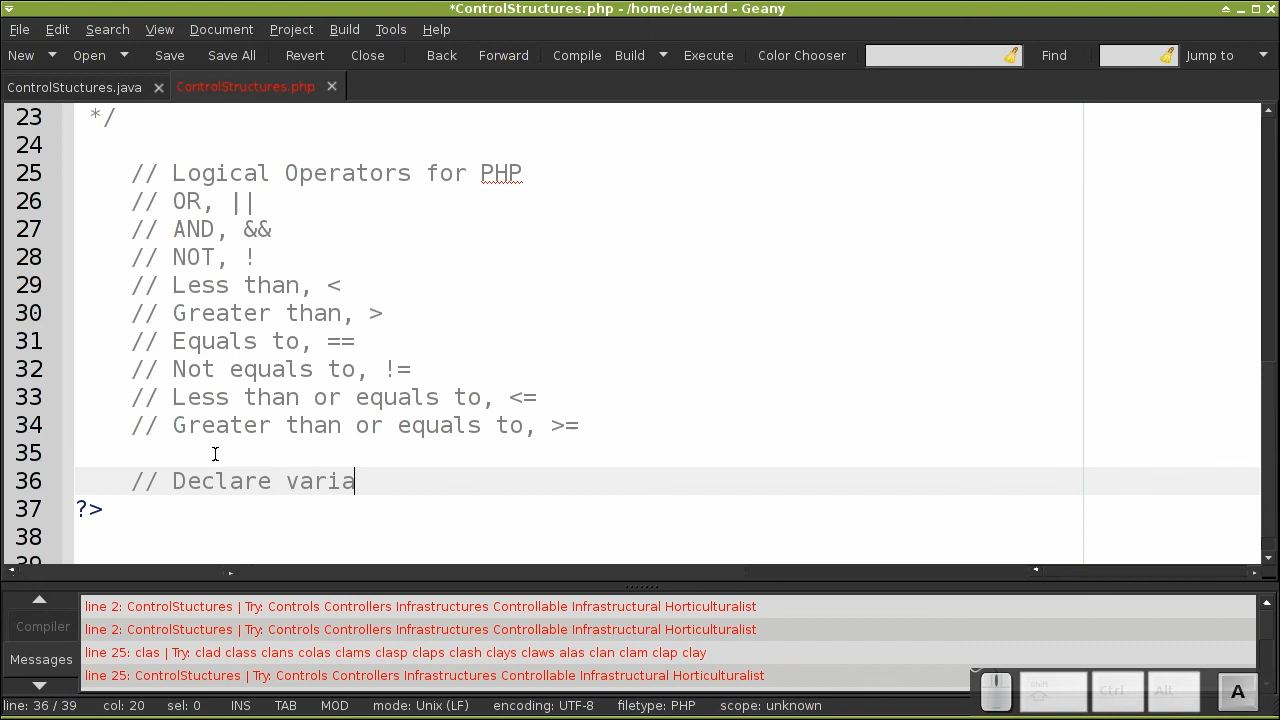 *ControlStructures.php - /home/edward - Geany
File Edit Search View Document Project Build Tools Help
New Open Save Save All Revert Close Back Forward Compile Build Execute Color Chooser Find Jump to
ControlStuctures.java ControlStructures.php
23 */
24
25 // Logical Operators for PHP
26 // OR, ||
27 // AND, &&
28 // NOT, !
29 // Less than, <
30 // Greater than, >
31 // Equals to, ==
32 // Not equals to, !=
33 // Less than or equals to, <=
34 // Greater than or equals to, >=
35
36 // Declare varia
37 ?>
38
39
line 2: ControlStuctures | Try: Controls Controllers Infrastructures Controllable Infrastructural Horticulturalist
Compiler
line 2: ControlStuctures | Try: Controls Controllers Infrastructures Controllable Infrastructural Horticulturalist
Messages
line 25: clas | Try: clad class clans colas clams clasp claps clash clays claws alas clan clam clap clay
line 25: ControlStuctures | Try: Controls Controllers Infrastructures Controllable Infrastructural Horticulturalist
Shift Ctrl Alt A
line: 36 / 39 col: 20 sel: 0 INS TAB MOD mode: Unix (LF) encoding: UTF-8 filetype: PHP scope: unknown